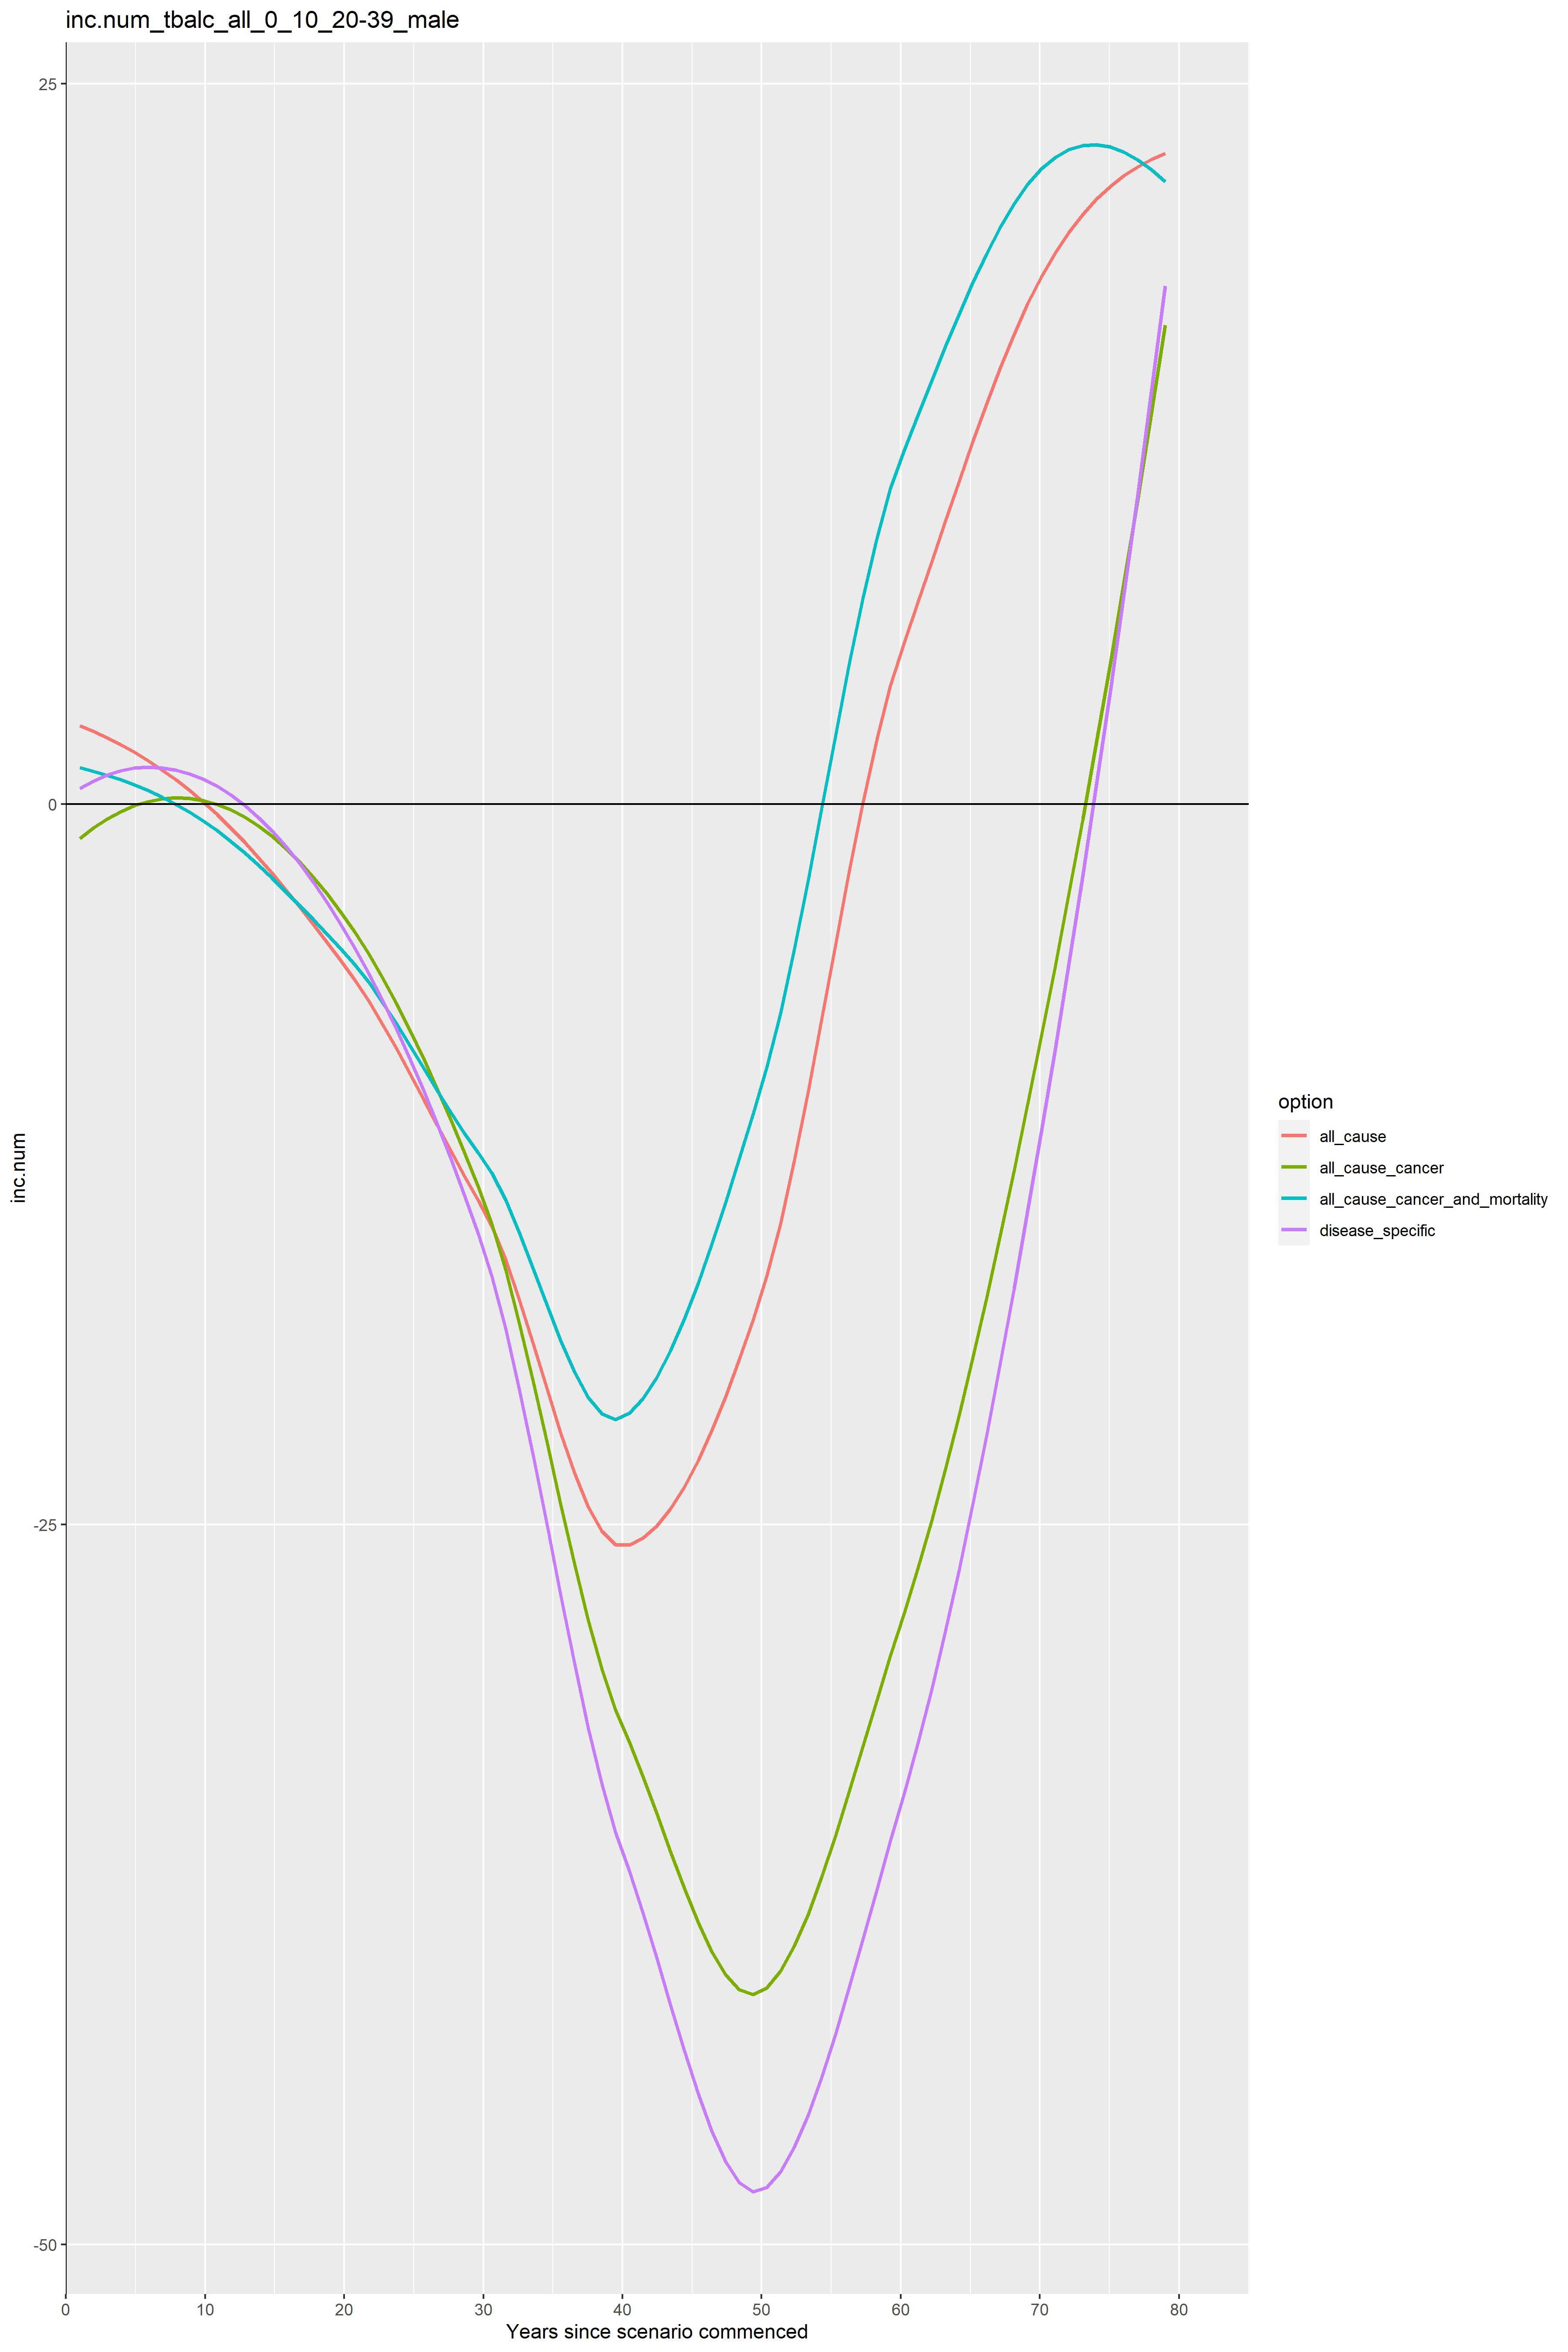 inc.num_tbalc_all_0_10_20-39_male
25
0
-25
-50
inc.num
0 10 20 30 40 50 60 70 80
Years since scenario commenced
option
all_cause
all_cause_cancer
all_cause_cancer_and_mortality
disease_specific